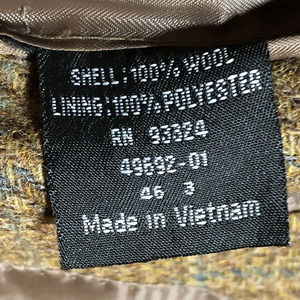 SHELL:100% WOOL
LINING:100% POLYESTER
RN 93324
49692-01
46 3
Made in Vietnam